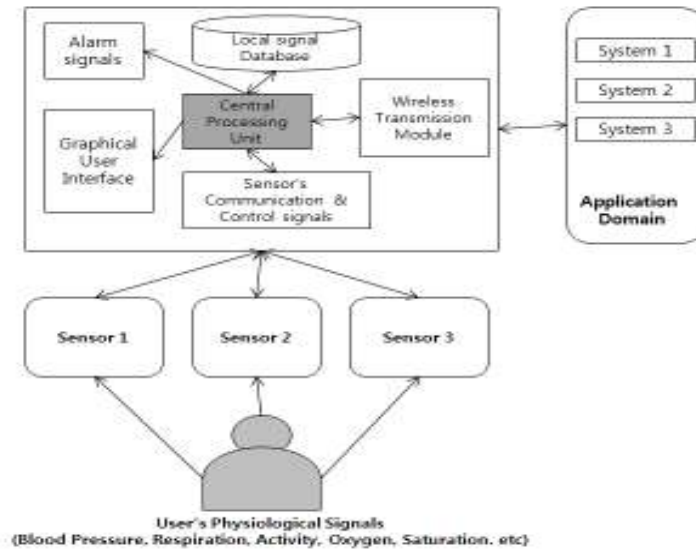 Alarm
signals
Local signal
Database
Central
Processing
Unit
Wireless
Transmission
Module
Graphical
User
Interface
Sensor's
Communication &
Control signals
System 1
System 2
System 3
Application
Domain
Sensor 1
Sensor 2
Sensor 3
User's Physiological Signals
(Blood Pressure, Respiration, Activity, Oxygen, Saturation. etc)